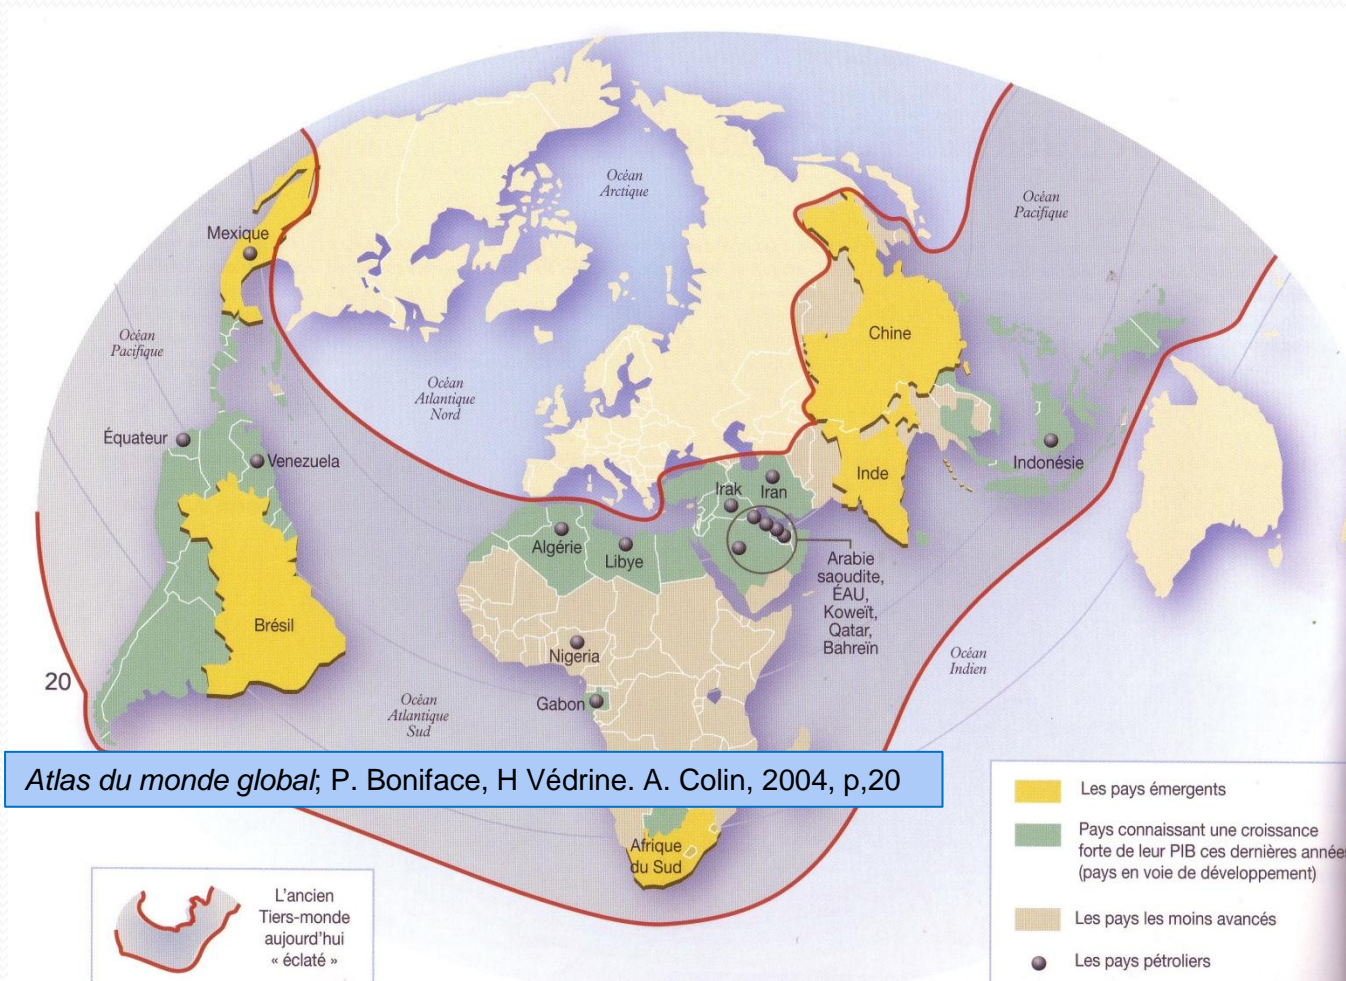 Océan
Arctique
Océan
Pacifique
Mexique
Océan
Pacifique
Chine
Océan
Atlantique
Nord
Équateur
Venezuela
Indonésie
Inde
Irak
Iran
Algérie
Libye
Arabie
saoudite,
ÉAU,
Koweït,
Qatar,
Bahreïn
Brésil
Nigeria
Océan
Indien
20
Gabon
Océan
Atlantique
Sud
Atlas du monde global; P. Boniface, H Védrine. A. Colin, 2004, p,20
Afrique
du Sud
L'ancien
Tiers-monde
aujourd'hui
« éclaté »
Les pays émergents
Pays connaissant une croissance
forte de leur PIB ces dernières années
(pays en voie de développement)
Les pays les moins avancés
Les pays pétroliers